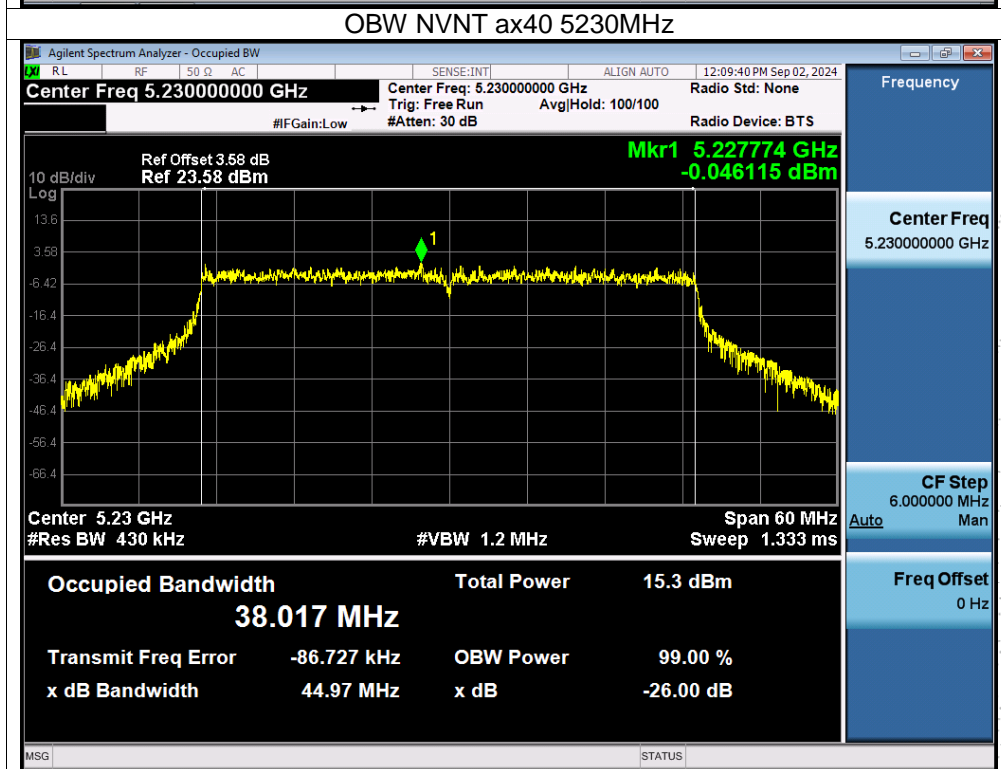 OBW NVNT ax40 5230MHz
Agilent Spectrum Analyzer - Occupied BW
LXI RL RF 50 Ω AC SENSE:INT ALIGN AUTO 12:09:40 PM Sep 02, 2024
Center Freq 5.230000000 GHz
Center Freq: 5.230000000 GHz
Radio Std: None
Trig: Free Run Avg|Hold: 100/100
#IFGain:Low #Atten: 30 dB Radio Device: BTS
Mkr1 5.227774 GHz
-0.046115 dBm
Ref Offset 3.58 dB
10 dB/div Ref 23.58 dBm
Log
13.6
3.58
-6.42
-16.4
-26.4
-36.4
-46.4
-56.4
-66.4
1
Center 5.23 GHz Span 60 MHz
#Res BW 430 kHz #VBW 1.2 MHz Sweep 1.333 ms
Occupied Bandwidth Total Power 15.3 dBm
38.017 MHz
Transmit Freq Error -86.727 kHz OBW Power 99.00 %
x dB Bandwidth 44.97 MHz x dB -26.00 dB
MSG STATUS
Frequency
Center Freq
5.230000000 GHz
CF Step
6.000000 MHz
Auto Man
Freq Offset
0 Hz